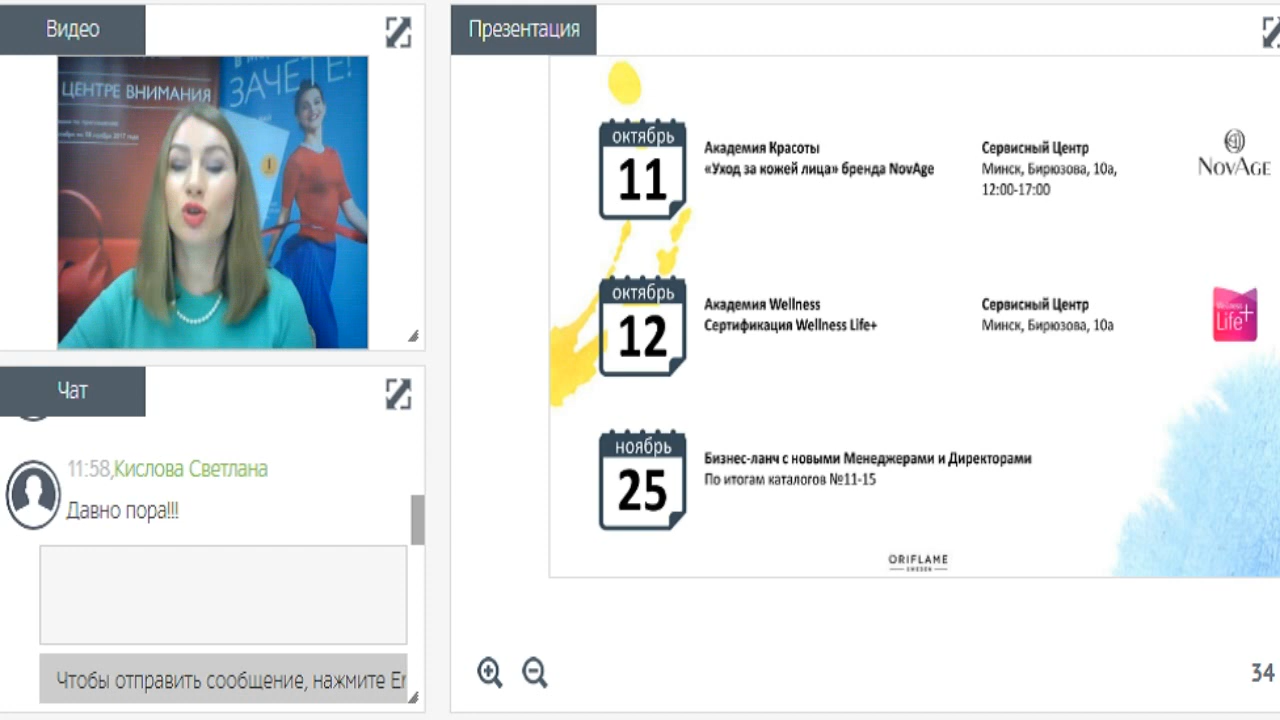 Видео
В
ЦЕНТРЕ ВНИМАНИЯ
ЗАЧЕТЕ!
1
Чат
11:58,Кислова Светлана
Давно пора!!!
Чтобы отправить сообщение, нажмите Er
Презентация
октябрь
11
Академия Красоты
«Уход за кожей лица» бренда NovAge
Сервисный Центр
Минск, Бирюзова, 10а,
12:00-17:00
NOVAGE
октябрь
12
Академия Wellness
Сертификация Wellness Life+
Сервисный Центр
Минск, Бирюзова, 10а
Wellness
Life+
ноябрь
25
Бизнес-ланч с новыми Менеджерами и Директорами
По итогам каталогов №11-15
ORIFLAME
SWEDEN
34